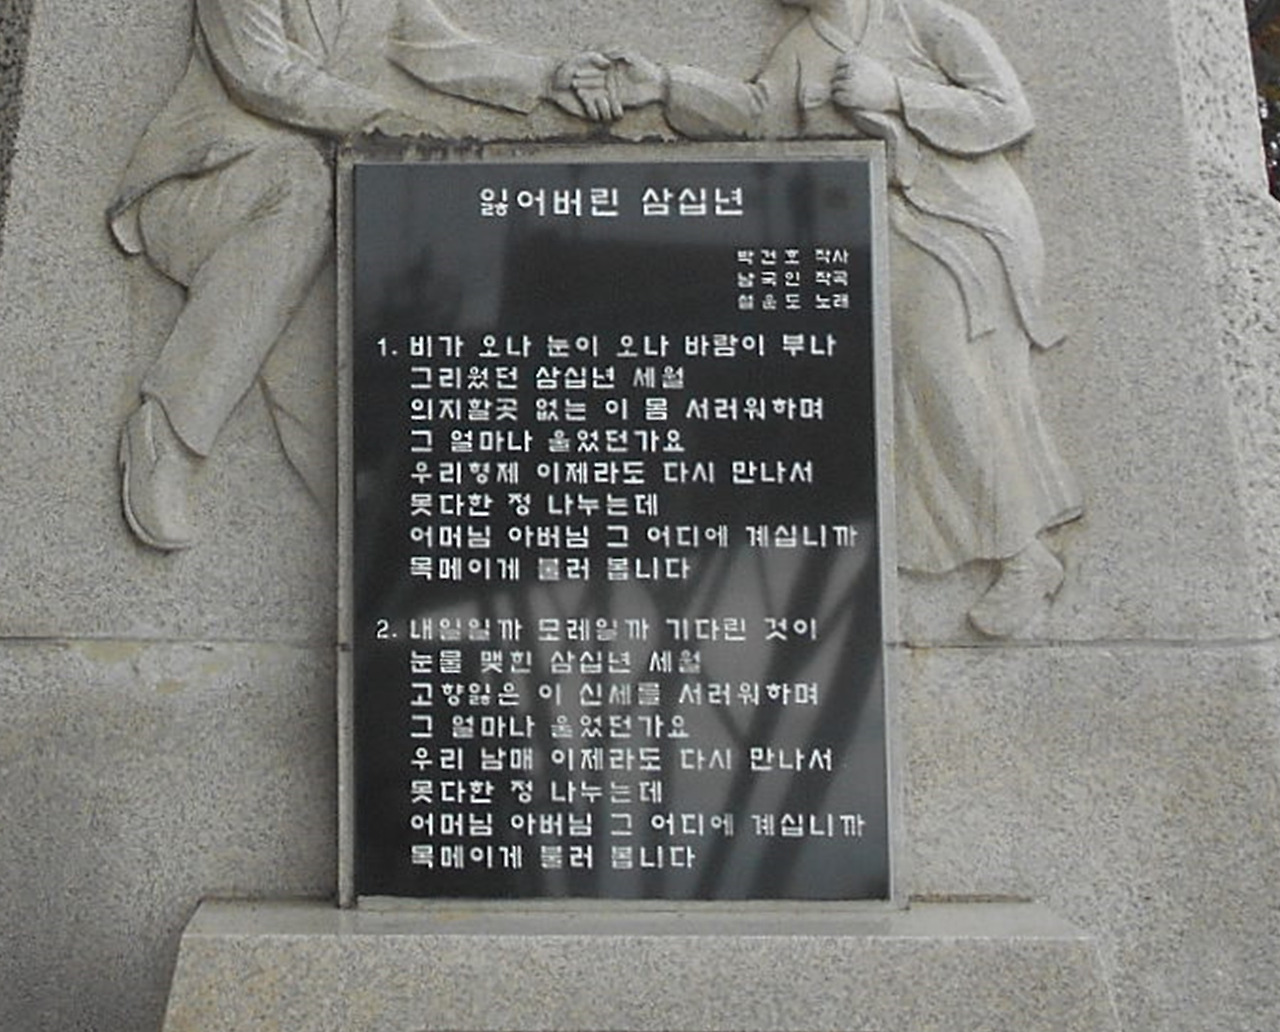 잃어버린 삼십년
박건호 작사
남국인 작곡
설운도 노래
1. 비가 오나 눈이 오나 바람이 부나
그리웠던 삼십년 세월
의지할곳 없는 이 몸 서러워하며
그 얼마나 울었던가요
우리형제 이제라도 다시 만나서
못다한 정 나누는데
어머님 아버님 그 어디에 계십니까
목메이게 불러 봅니다
2. 내일일까 모레일까 기다린 것이
눈물 맺힌 삼십년 세월
고향잃은 이 신세를 서러워하며
그 얼마나 울었던가요
우리 남매 이제라도 다시 만나서
못다한 정 나누는데
어머님 아버님 그 어디에 계십니까
목메이게 불러 봅니다